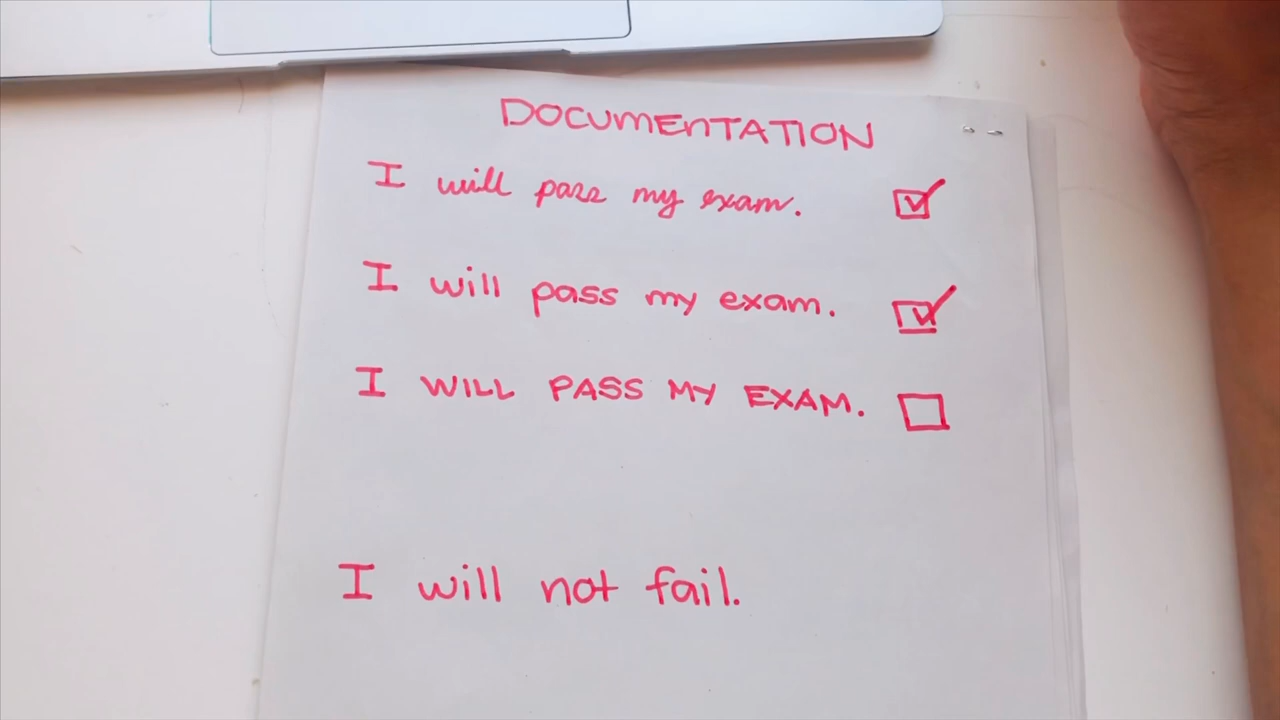 DOCUMENTATION
I will pass my exam.
I will pass my exam.
I WILL PASS MY EXAM.
I will not fail.